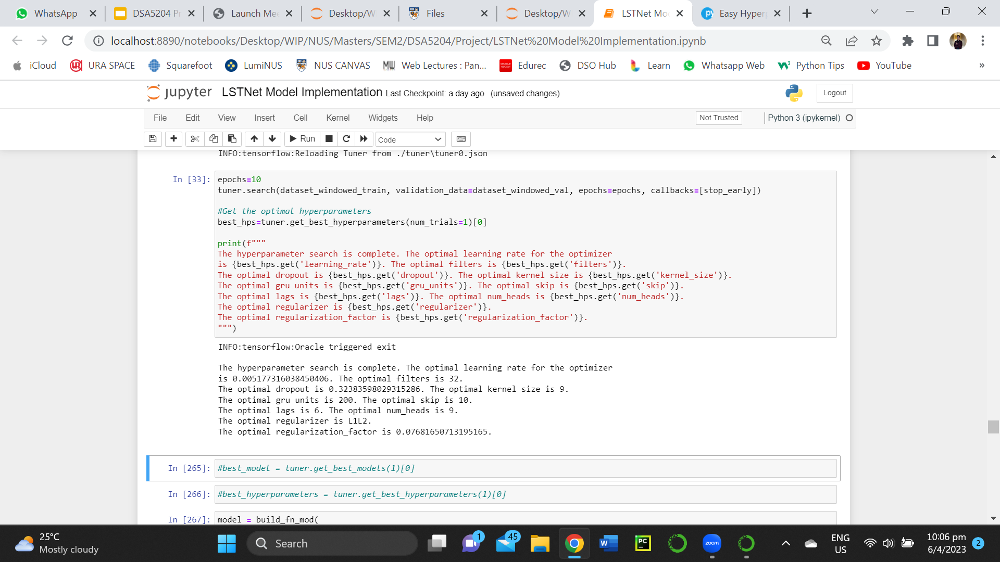 WhatsApp
DSA5204 Pr
Launch Mee
Desktop/W
Files
Desktop/W
LSTNet Mo
Easy Hyper
localhost:8890/notebooks/Desktop/WIP/NUS/Masters/SEM2/DSA5204/Project/LSTNet%20Model%20Implementation.ipynb
iCloud URA SPACE Squarefoot LumiNUS NUS CANVAS Web Lectures : Pan... Edurec DSO Hub Learn Whatsapp Web Python Tips YouTube »
jupyter LSTNet Model Implementation Last Checkpoint: a day ago (unsaved changes) Logout
File Edit View Insert Cell Kernel Widgets Help Not Trusted Python 3 (ipykernel)
Run Code
INFO:tensorflow:Reloading Tuner from ./tuner\tuner0.json
In [33]: epochs=10
tuner.search(dataset_windowed_train, validation_data=dataset_windowed_val, epochs=epochs, callbacks=[stop_early])
#Get the optimal hyperparameters
best_hps=tuner.get_best_hyperparameters(num_trials=1)[0]
print(f"""
The hyperparameter search is complete. The optimal learning rate for the optimizer
is {best_hps.get('learning_rate')}. The optimal filters is {best_hps.get('filters')}.
The optimal dropout is {best_hps.get('dropout')}. The optimal kernel size is {best_hps.get('kernel_size')}.
The optimal gru units is {best_hps.get('gru_units')}. The optimal skip is {best_hps.get('skip')}.
The optimal lags is {best_hps.get('lags')}. The optimal num_heads is {best_hps.get('num_heads')}.
The optimal regularizer is {best_hps.get('regularizer')}.
The optimal regularization_factor is {best_hps.get('regularization_factor')}.
""")
INFO:tensorflow:Oracle triggered exit
The hyperparameter search is complete. The optimal learning rate for the optimizer
is 0.005177316038450406. The optimal filters is 32.
The optimal dropout is 0.32383598029315286. The optimal kernel size is 9.
The optimal gru units is 200. The optimal skip is 10.
The optimal lags is 6. The optimal num_heads is 9.
The optimal regularizer is L1L2.
The optimal regularization_factor is 0.07681650713195165.
In [265]: #best_model = tuner.get_best_models(1)[0]
In [266]: #best_hyperparameters = tuner.get_best_hyperparameters(1)[0]
In [267]: model = build_fn_mod(
25°C
Mostly cloudy
Search
1
45
W
PC
zoom
ENG
US
10:06 pm
6/4/2023
2